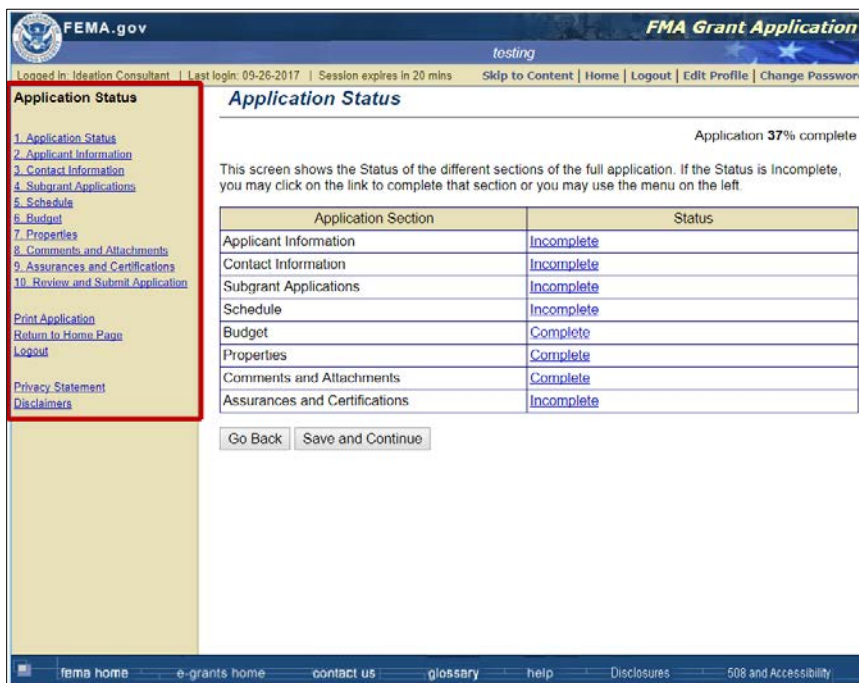 FEMA.gov
FMA Grant Application
testing
Logged in: Ideation Consultant | Last login: 09-26-2017 | Session expires in 20 mins Skip to Content | Home | Logout | Edit Profile | Change Passwor
Application Status
1. Application Status
2. Applicant Information
3. Contact Information
4. Subgrant Applications
5. Schedule
6. Budget
7. Properties
8. Comments and Attachments
9. Assurances and Certifications
10. Review and Submit Application
Print Application
Return to Home Page
Logout
Privacy Statement
Disclaimers
Application Status
Application 37% complete
This screen shows the Status of the different sections of the full application. If the Status is Incomplete,
you may click on the link to complete that section or you may use the menu on the left.
Application Section Status
Applicant Information Incomplete
Contact Information Incomplete
Subgrant Applications Incomplete
Schedule Incomplete
Budget Complete
Properties Complete
Comments and Attachments Complete
Assurances and Certifications Incomplete
Go Back Save and Continue
fema home e-grants home contact us glossary help Disclosures 508 and Accessibility